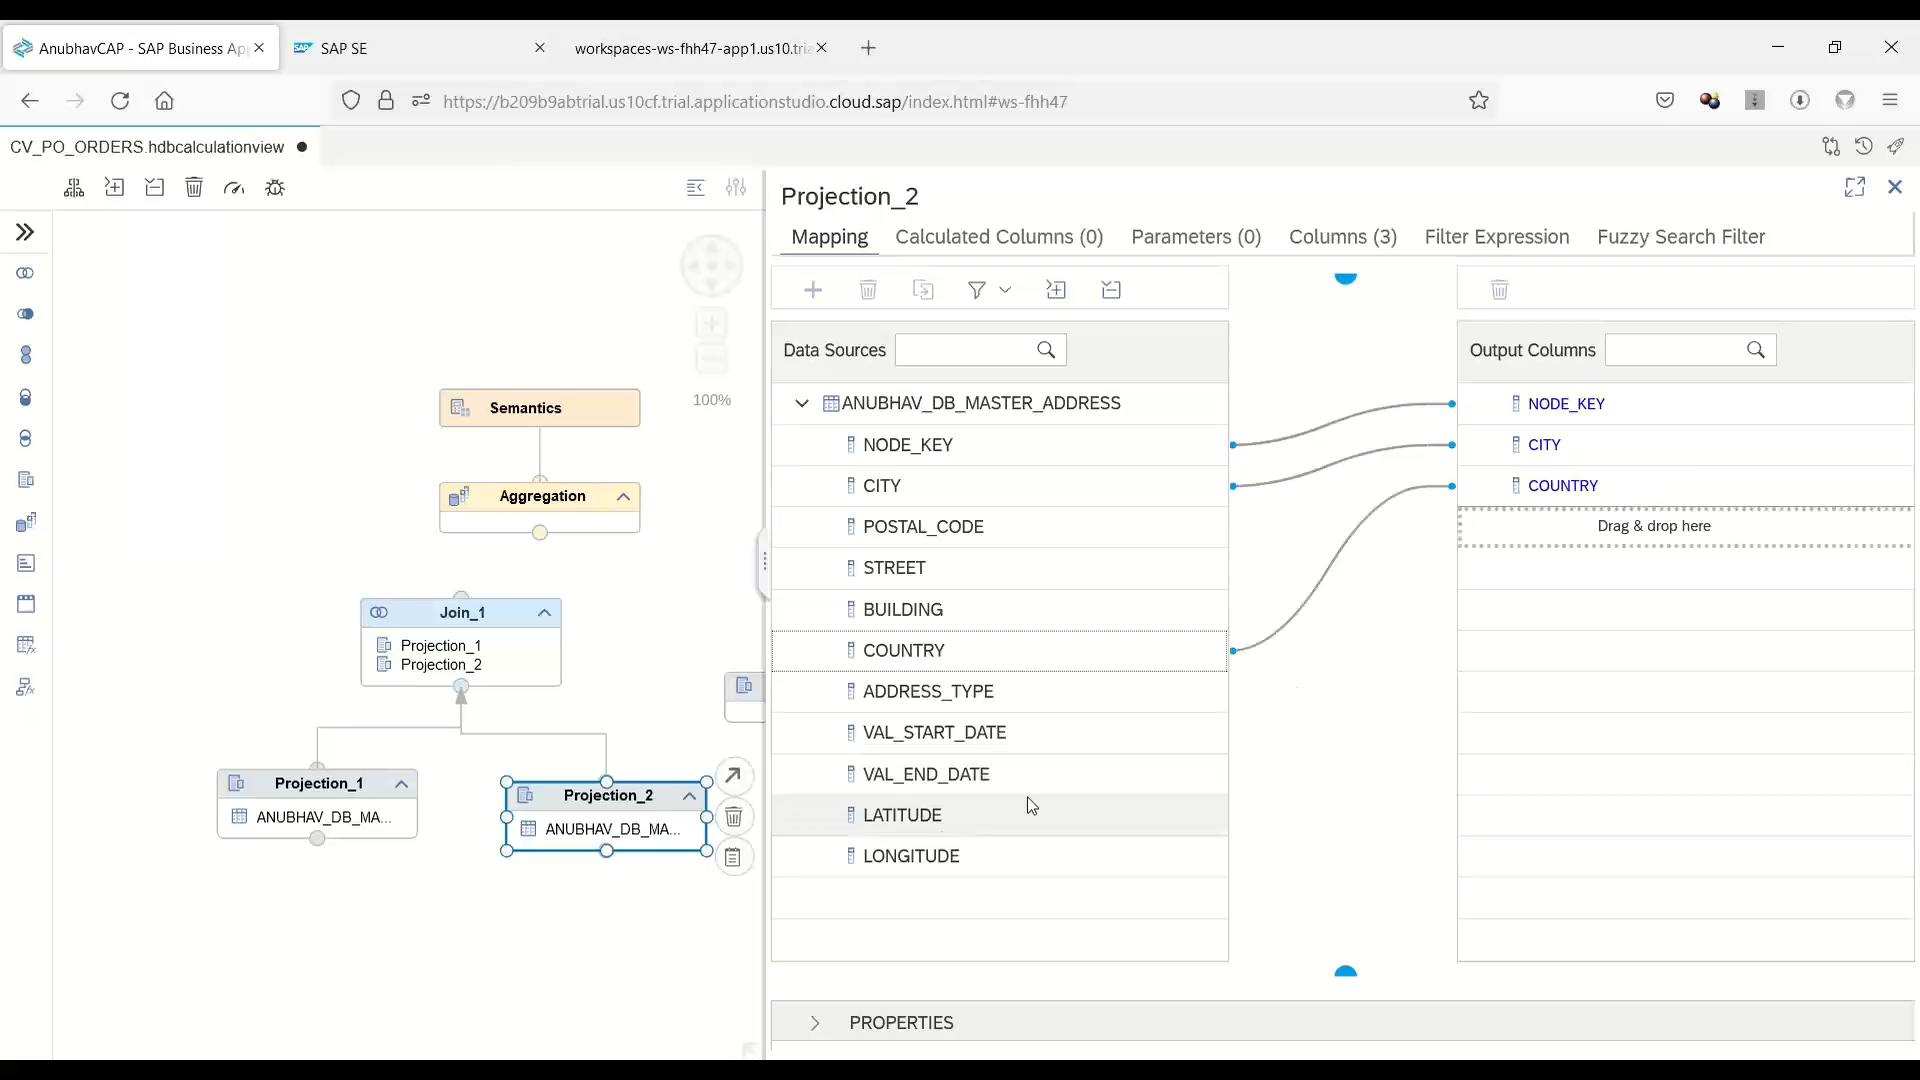 AnubhavCAP - SAP Business Ap
SAP SE
workspaces-ws-fhh47-app1.us10.tria
https://b209b9abtrial.us10cf.trial.applicationstudio.cloud.sap/index.html#ws-fhh47
CV_PO_ORDERS.hdbcalculationview
Projection_2
Mapping
Calculated Columns (0)
Parameters (0)
Columns (3)
Filter Expression
Fuzzy Search Filter
Data Sources
Output Columns
ANUBHAV_DB_MASTER_ADDRESS
NODE_KEY
CITY
POSTAL_CODE
STREET
BUILDING
COUNTRY
ADDRESS_TYPE
VAL_START_DATE
VAL_END_DATE
LATITUDE
LONGITUDE
NODE_KEY
CITY
COUNTRY
Drag & drop here
PROPERTIES
100%
Semantics
Aggregation
Join_1
Projection_1
Projection_2
Projection_1
ANUBHAV_DB_MA...
Projection_2
ANUBHAV_DB_MA...